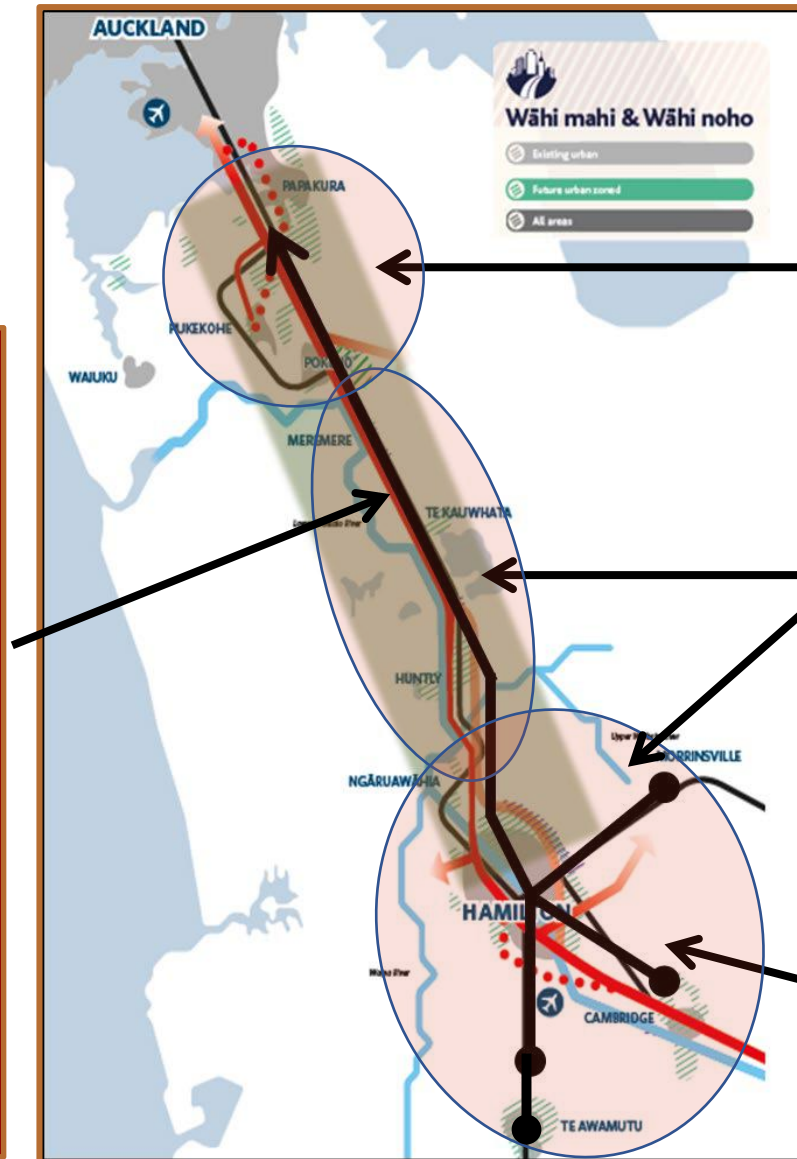 AUCKLAND
Wāhi mahi & Wāhi noho
Existing urban
Future urban zoned
All areas
PAPAKURA
PUKEKOHE
POKENO
WAIUKU
MEREMERE
TE KAUWHATA
HUNTLY
MORRINSVILLE
NGĀRUAWĀHIA
HAMILTON
CAMBRIDGE
TE AWAMUTU